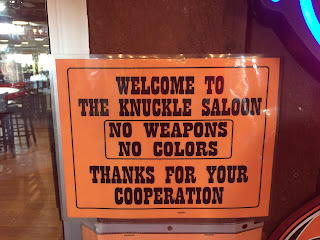 WELCOME TO
THE KNUCKLE SALOON
NO WEAPONS
NO COLORS
THANKS FOR YOUR
COOPERATION